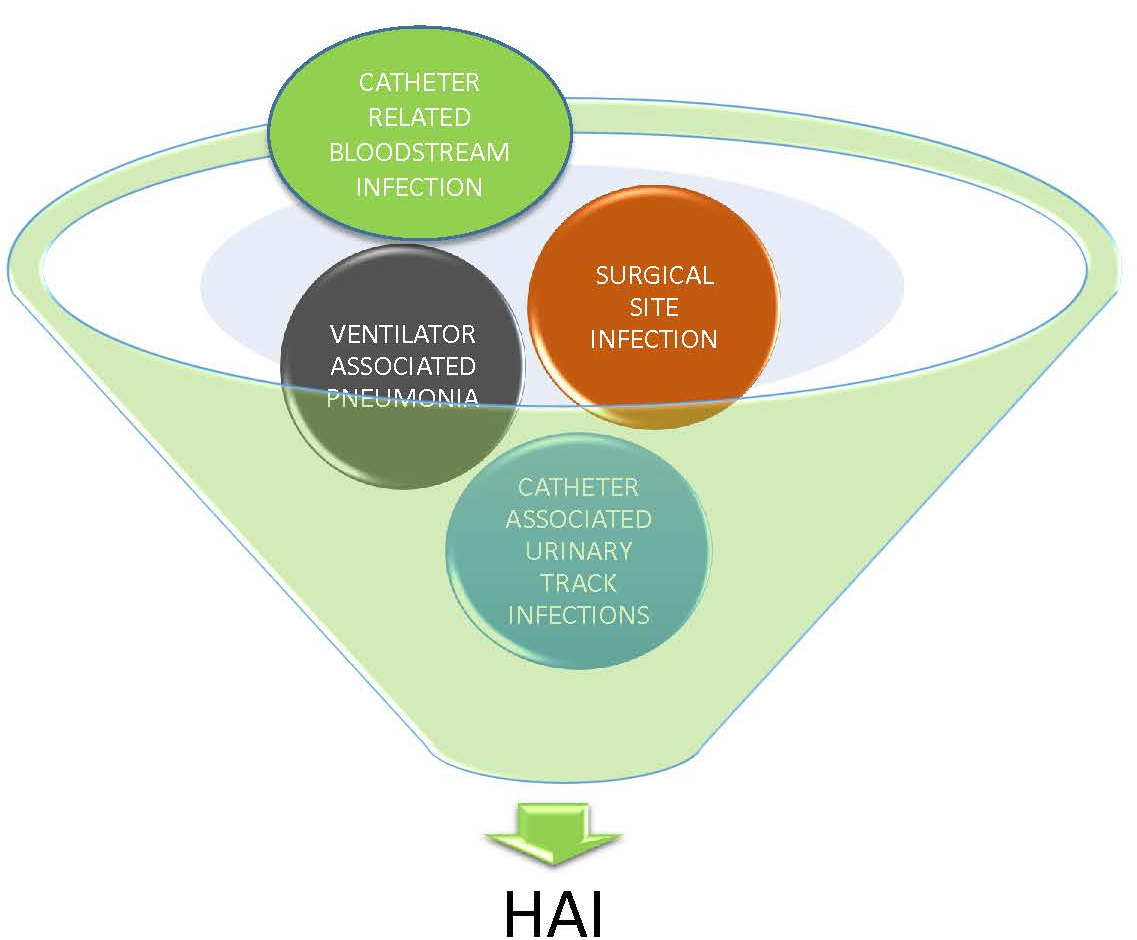 CATHETER
RELATED
BLOODSTREAM
INFECTION
SURGICAL
SITE
INFECTION
VENTILATOR
ASSOCIATED
PNEUMONIA
CATHETER
ASSOCIATED
URINARY
TRACK
INFECTIONS
HAI